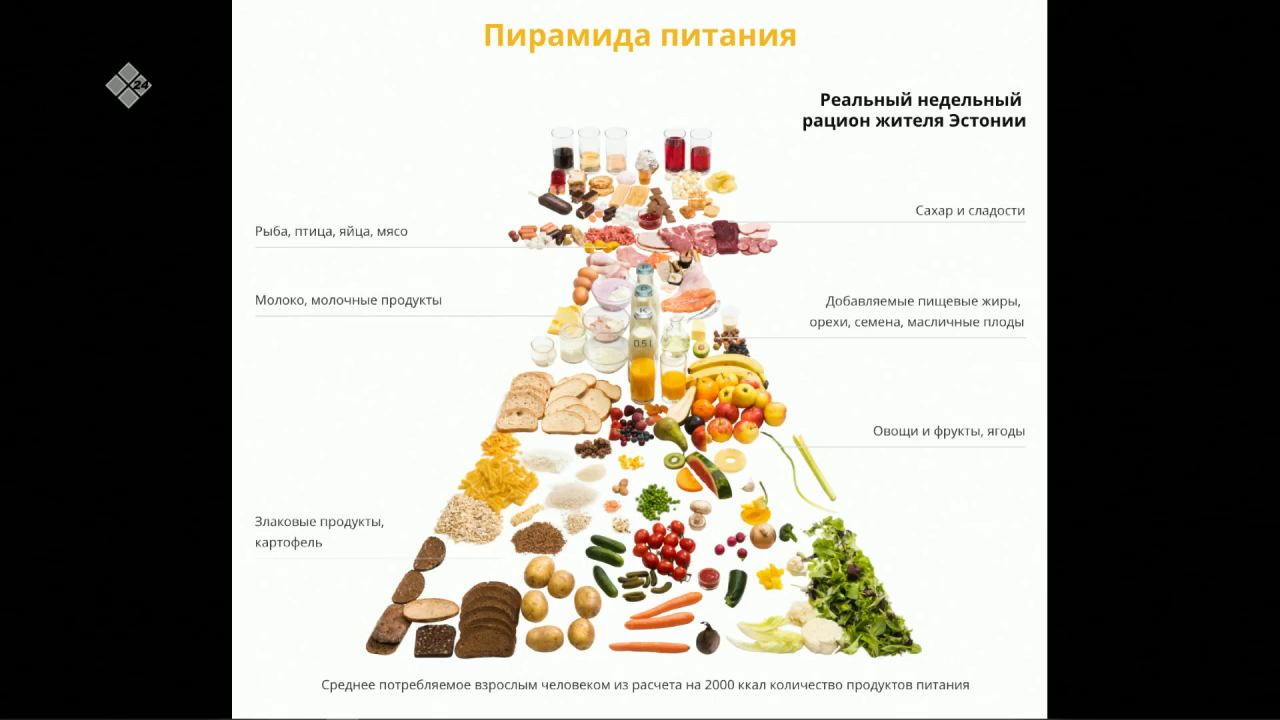 Пирамида питания
24
Реальный недельный
рацион жителя Эстонии
Сахар и сладости
Рыба, птица, яйца, мясо
Молоко, молочные продукты
Добавляемые пищевые жиры,
орехи, семена, масличные плоды
0.5 l
Овощи и фрукты, ягоды
Злаковые продукты,
картофель
Среднее потребляемое взрослым человеком из расчета на 2000 ккал количество продуктов питания